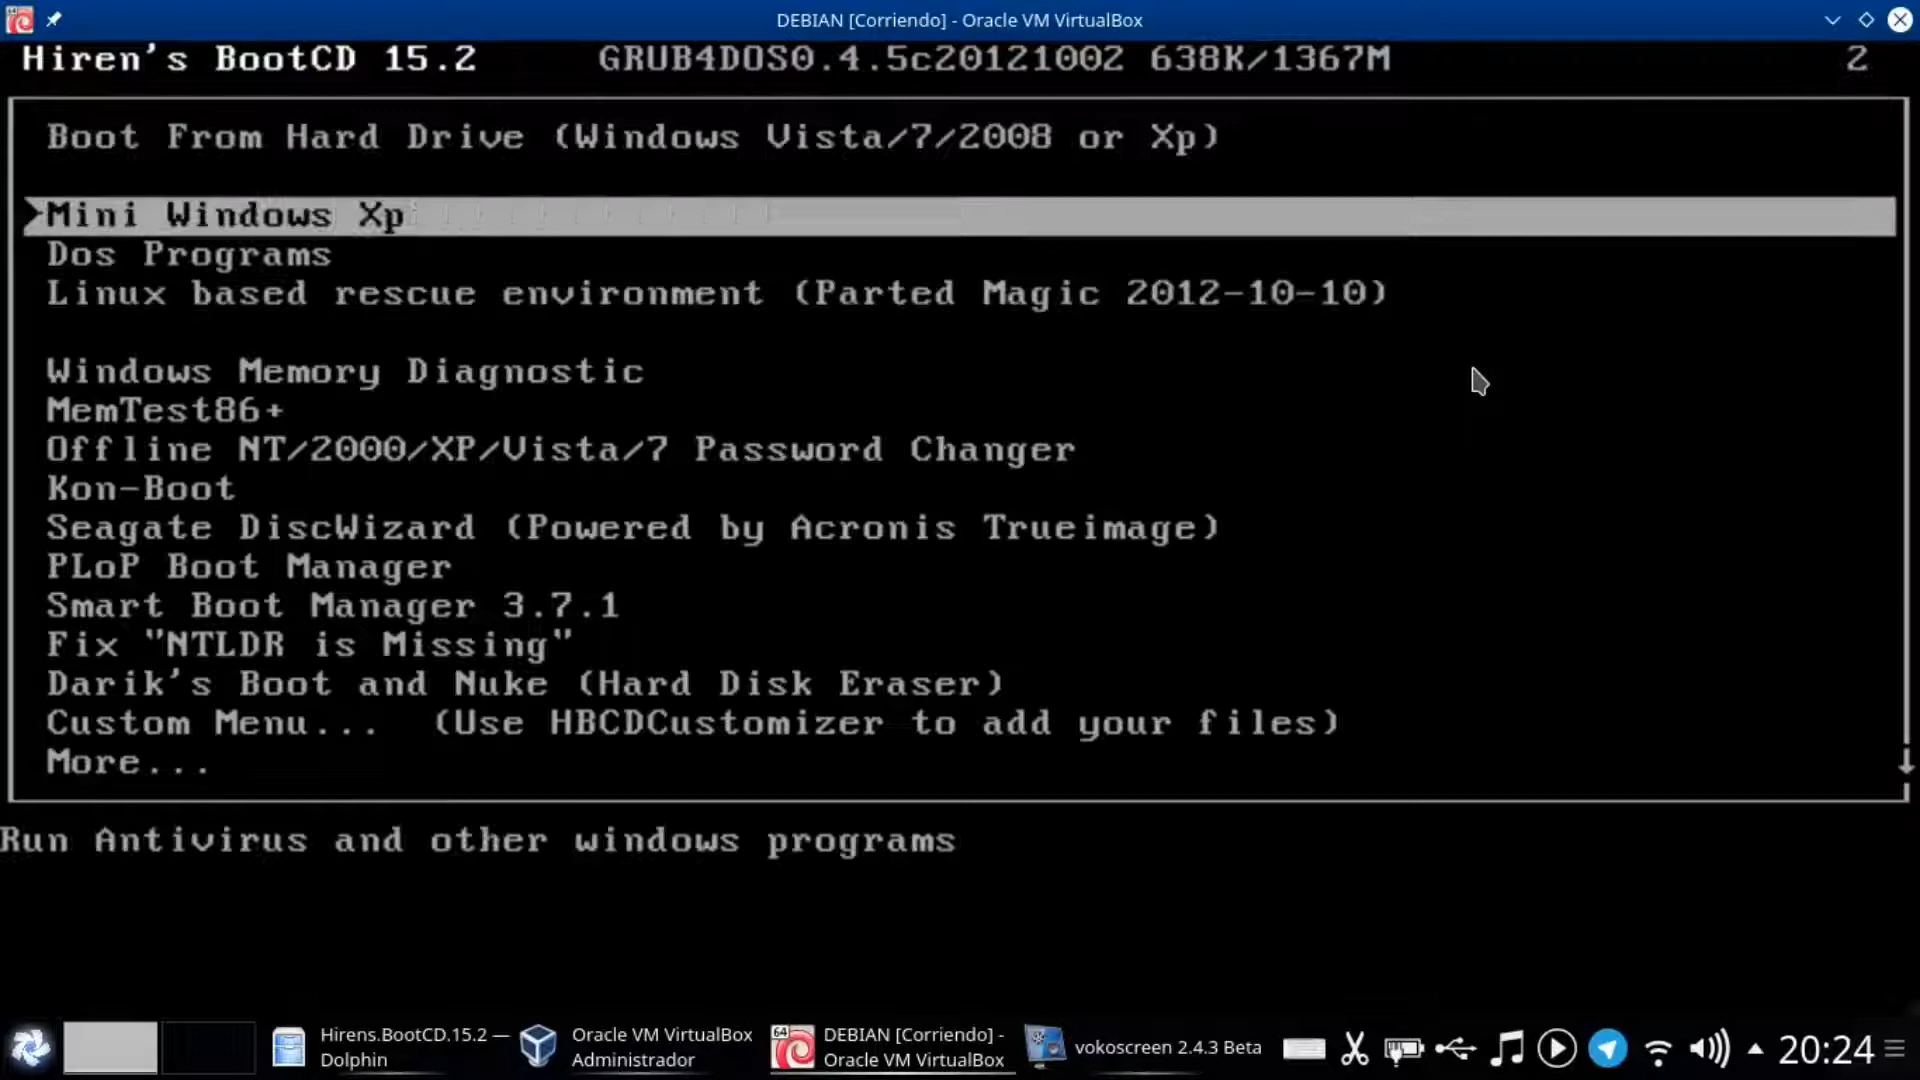 DEBIAN [Corriendo] - Oracle VM VirtualBox
Hiren's BootCD 15.2 GRUB4DOS0.4.5c20121002 638K/1367M 2
Boot From Hard Drive (Windows Vista/7/2008 or Xp)
Mini Windows Xp
Dos Programs
Linux based rescue environment (Parted Magic 2012-10-10)
Windows Memory Diagnostic
MemTest86+
Offline NT/2000/XP/Vista/7 Password Changer
Kon-Boot
Seagate DiscWizard (Powered by Acronis Trueimage)
PLoP Boot Manager
Smart Boot Manager 3.7.1
Fix "NTLDR is Missing"
Darik's Boot and Nuke (Hard Disk Eraser)
Custom Menu... (Use HBCDCustomizer to add your files)
More...
Run Antivirus and other windows programs
Hirens.BootCD.15.2 —
Dolphin
Oracle VM VirtualBox
Administrador
64
DEBIAN [Corriendo] -
Oracle VM VirtualBox
vokoscreen 2.4.3 Beta
20:24